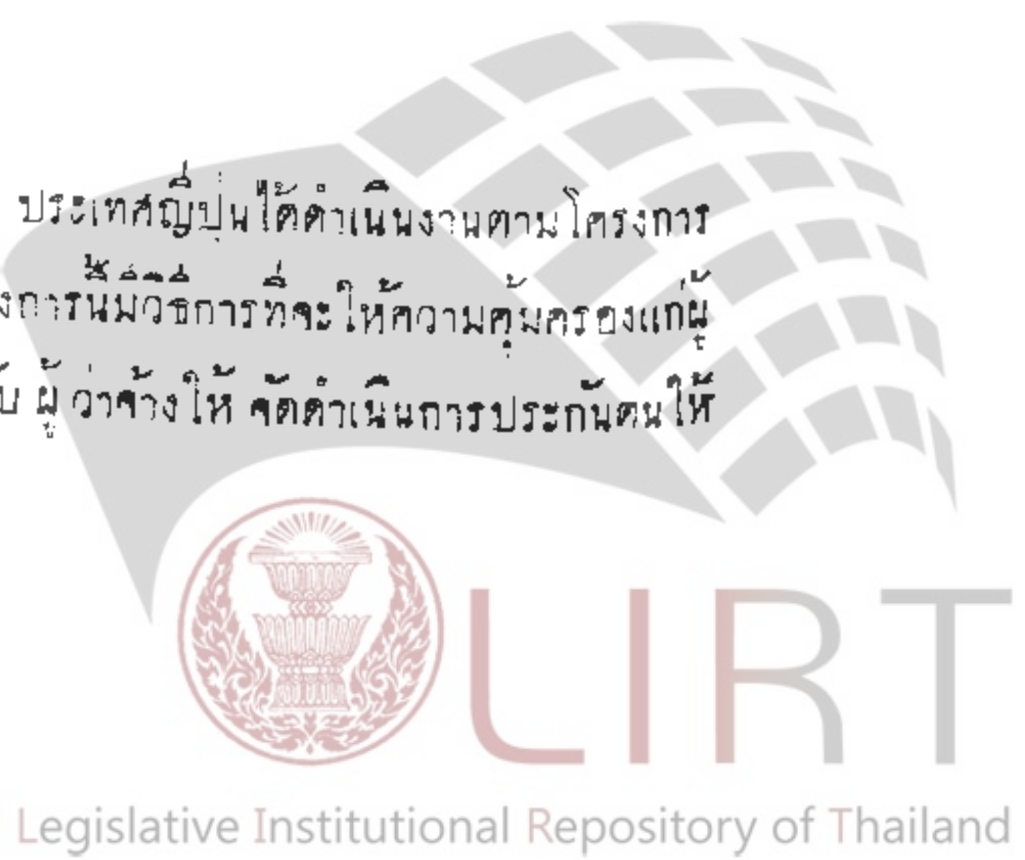 ประเทศญี่ปุ่นได้ดำเนินงานตามโครงการ
งการนี้มีวิธีการที่จะให้ความคุ้มครองแก่ผู้
บ ผู้ว่าจ้างให้ จัดดำเนินการประกันตนให้
LIRT
Legislative Institutional Repository of Thailand